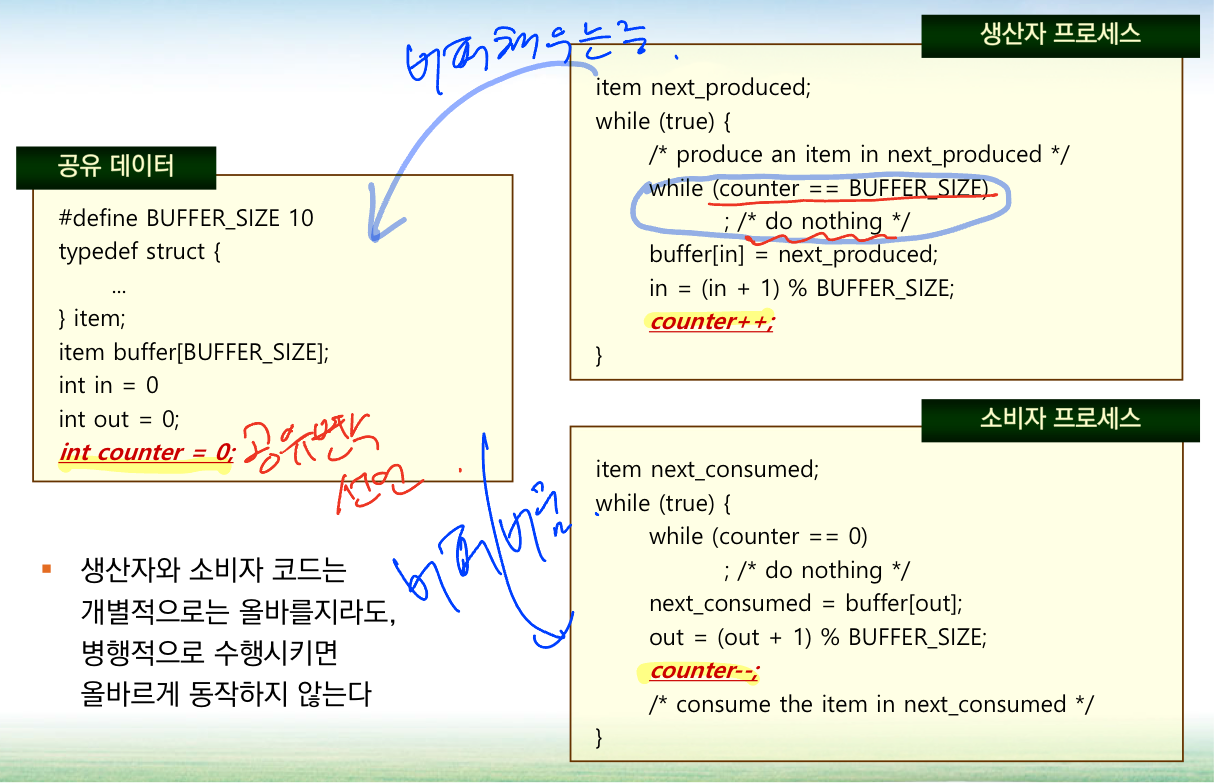 버퍼채우는중.
생산자 프로세스
item next_produced;
while (true) {
/* produce an item in next_produced */
while (counter == BUFFER_SIZE)
; /* do nothing */
buffer[in] = next_produced;
in = (in + 1) % BUFFER_SIZE;
counter++;
}
공유 데이터
#define BUFFER_SIZE 10
typedef struct {
...
} item;
item buffer[BUFFER_SIZE];
int in = 0
int out = 0;
int counter = 0;
공유변수
선언
버퍼비움.
소비자 프로세스
item next_consumed;
while (true) {
while (counter == 0)
; /* do nothing */
next_consumed = buffer[out];
out = (out + 1) % BUFFER_SIZE;
counter--;
/* consume the item in next_consumed */
}
▪ 생산자와 소비자 코드는
개별적으로는 올바를지라도,
병행적으로 수행시키면
올바르게 동작하지 않는다